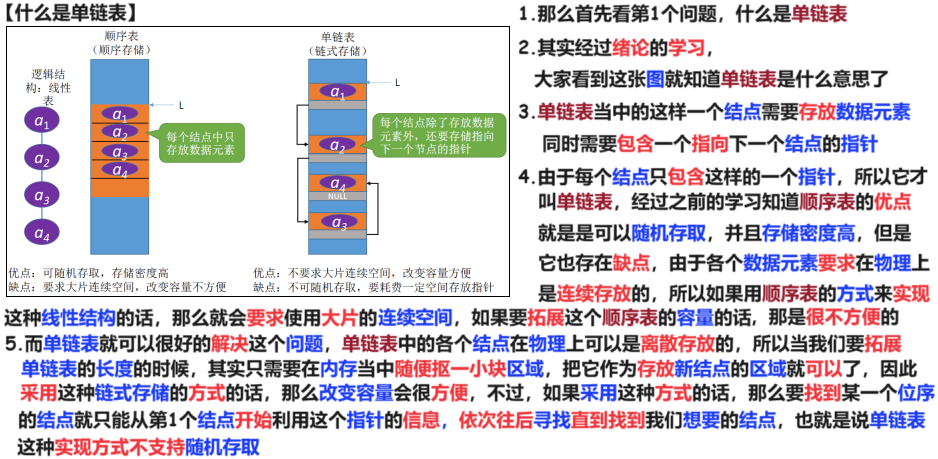 【什么是单链表】
顺序表
（顺序存储）
单链表
（链式存储）
逻辑结
构：线性
表
L
L
a1
a2
a3
a4
a1
a2
a3
a4
每个结点中只
存放数据元素
a1
a2
a4
NULL
a3
每个结点除了存放数据
元素外，还要存储指向
下一个节点的指针
优点：可随机存取，存储密度高
缺点：要求大片连续空间，改变容量不方便
优点：不要求大片连续空间，改变容量方便
缺点：不可随机存取，要耗费一定空间存放指针
1.那么首先看第1个问题，什么是单链表
2.其实经过绪论的学习，
大家看到这张图就知道单链表是什么意思了
3.单链表当中的这样一个结点需要存放数据元素
同时需要包含一个指向下一个结点的指针
4.由于每个结点只包含这样的一个指针，所以它才
叫单链表，经过之前的学习知道顺序表的优点
就是是可以随机存取，并且存储密度高，但是
它也存在缺点，由于各个数据元素要求在物理上
是连续存放的，所以如果用顺序表的方式来实现
这种线性结构的话，那么就会要求使用大片的连续空间，如果要拓展这个顺序表的容量的话，那是很不方便的
5.而单链表就可以很好的解决这个问题，单链表中的各个结点在物理上可以是离散存放的，所以当我们要拓展
单链表的长度的时候，其实只需要在内存当中随便抠一小块区域，把它作为存放新结点的区域就可以了，因此
采用这种链式存储的方式的话，那么改变容量会很方便，不过，如果采用这种方式的话，那么要找到某一个位序
的结点就只能从第1个结点开始利用这个指针的信息，依次往后寻找直到找到我们想要的结点，也就是说单链表
这种实现方式不支持随机存取